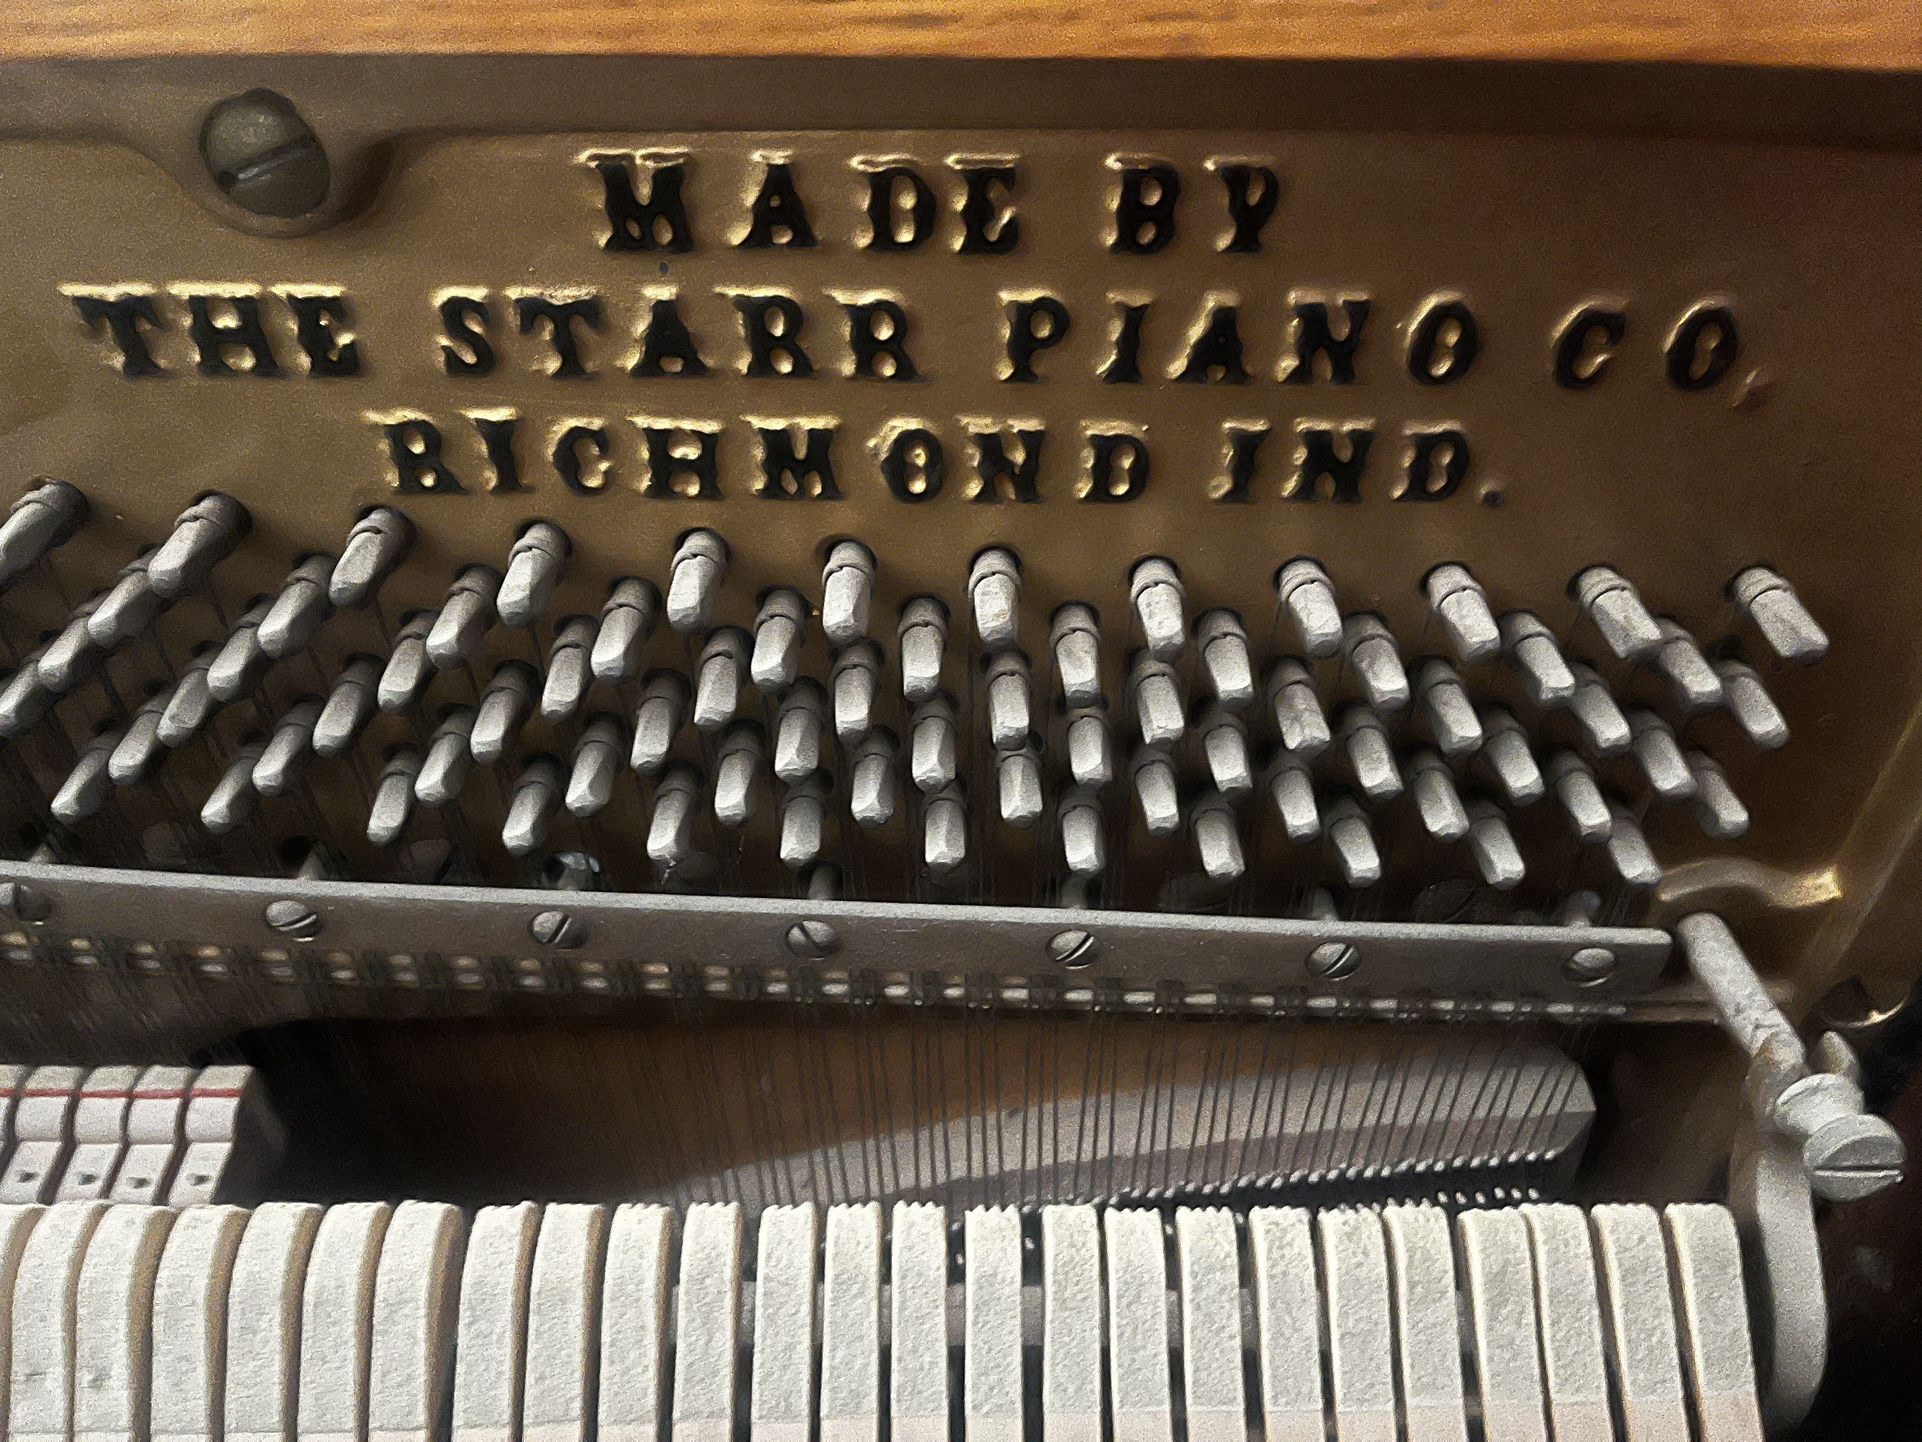 MADE BY
THE STARR PIANO CO.
RICHMOND IND.